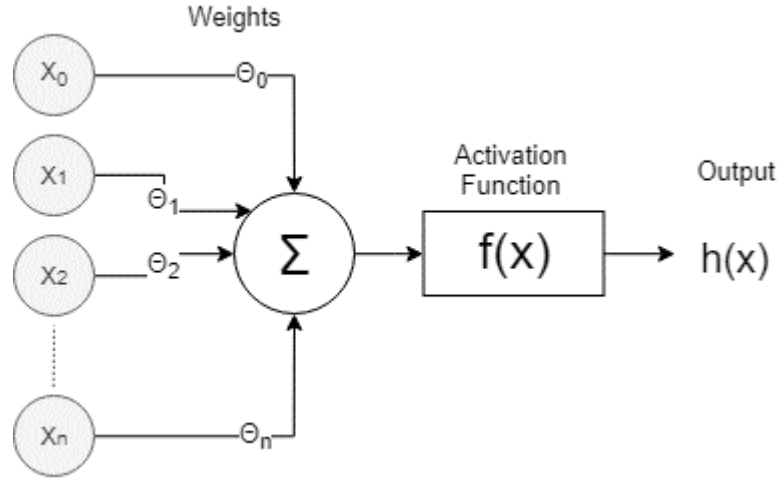 Weights
X₀
Θ₀
X₁
Θ₁
X₂
Θ₂
Σ
Activation
Function
f(x)
Output
h(x)
Xₙ
Θₙ